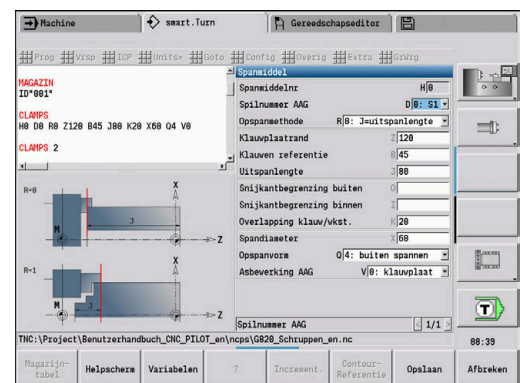 Machine
smart.Turn
Gereedschapseditor
Prog Vrsp ICP Units» Goto Config Overig Extra GrWrg
MAGAZIN
ID"001"
CLAMPS
H0 D0 R0 Z120 B45 J80 K20 X60 Q4 V0
CLAMPS 2
Spanmiddel
Spanmiddelnr H 0
Spilnummer AAG D 0: S1
Opspanmethode R 0: J=uitspanlengte
Klauwplaatrand Z 120
Klauwen referentie B 45
Uitspanlengte J 80
Snijkantbegrenzing buiten O
Snijkantbegrenzing binnen I
Overlapping klauw/wkst. K 20
Spandiameter X 60
Opspanvorm Q 4: buiten spannen
Asbewerking AAG V 0: klauwplaat
R=0
X
J
M
Z
R=1
X
M
J
Z
Spilnummer AAG 1/1
TNC:\Project\Benutzerhandbuch_CNC_PILOT_en\ncps\G820_Schruppen_en.nc
T
08:39
Magazijn-tabel
Helpscherm
Variabelen
?
Increment.
Contour-Referentie
Opslaan
Afbreken